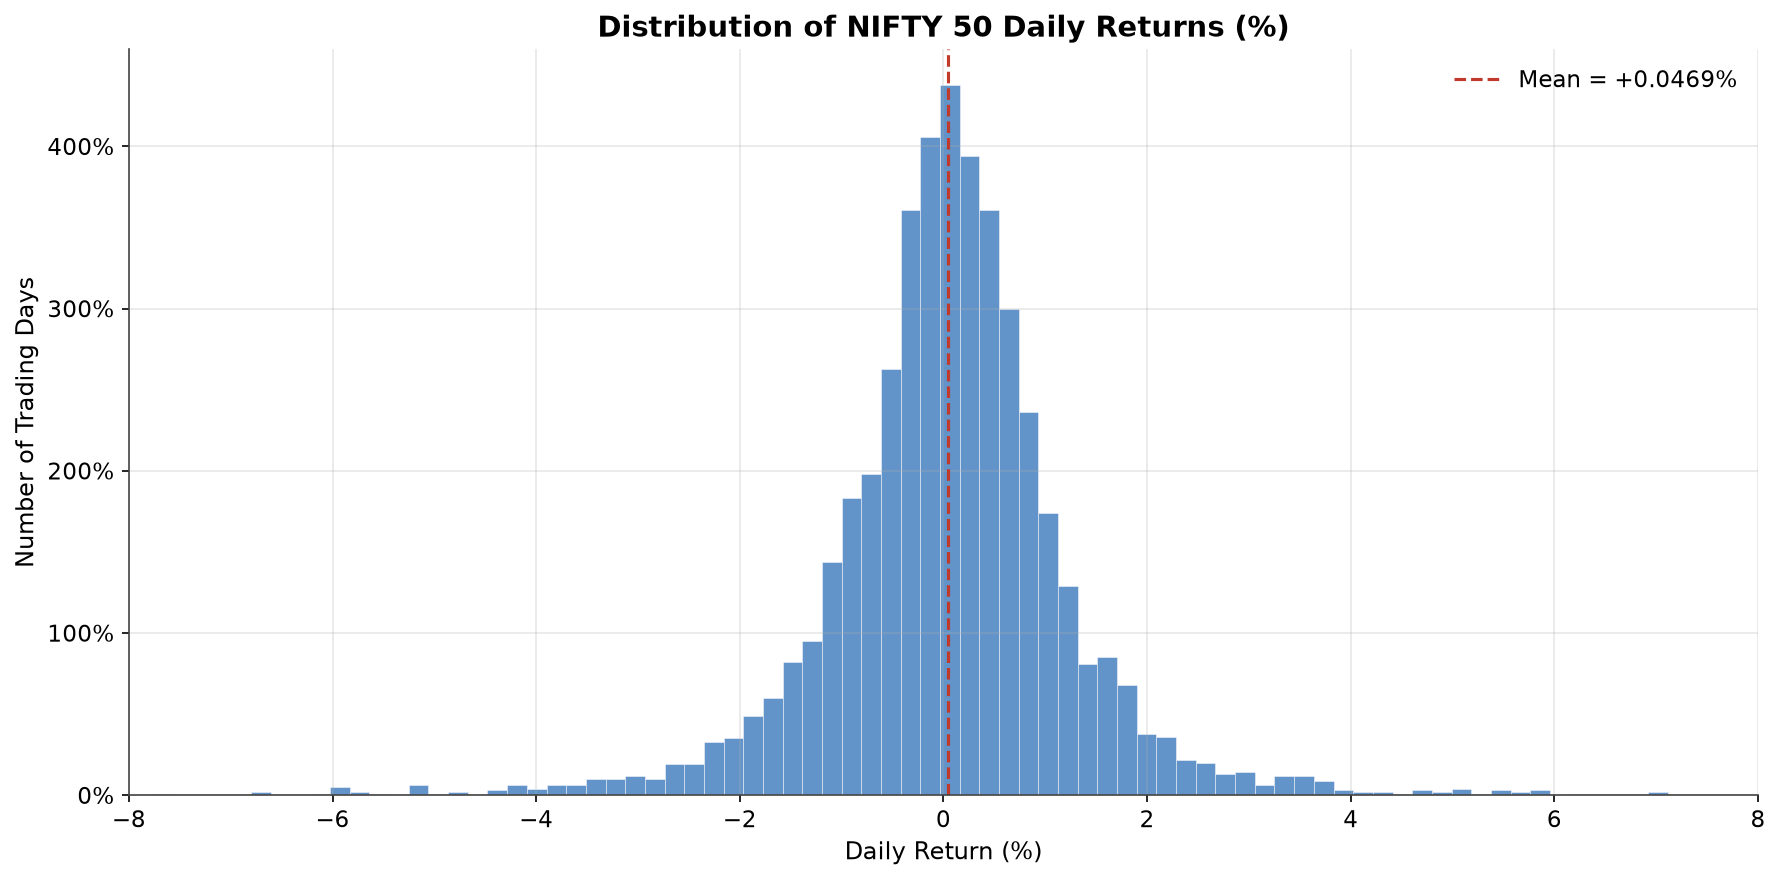 Distribution of NIFTY 50 Daily Returns (%)
Mean = +0.0469%
Number of Trading Days
400%
300%
200%
100%
0%
−8 −6 −4 −2 0 2 4 6 8
Daily Return (%)